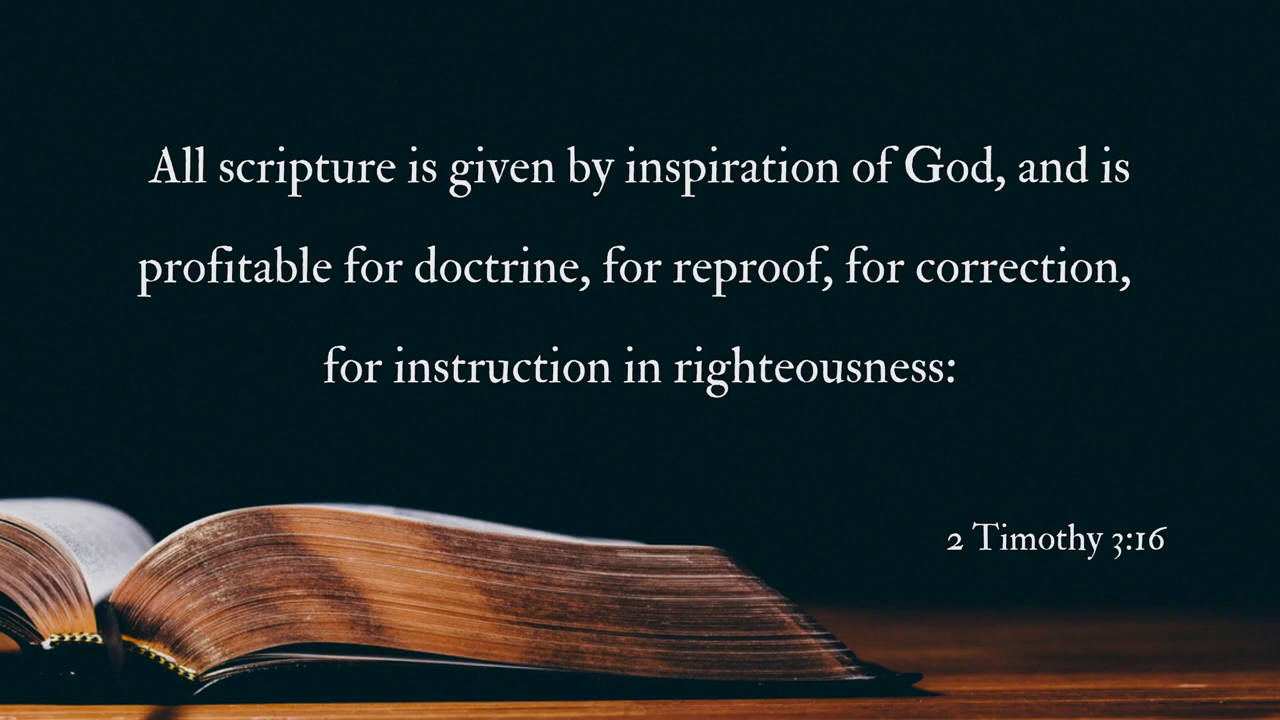 All scripture is given by inspiration of God, and is
profitable for doctrine, for reproof, for correction,
for instruction in righteousness:
2 Timothy 3:16